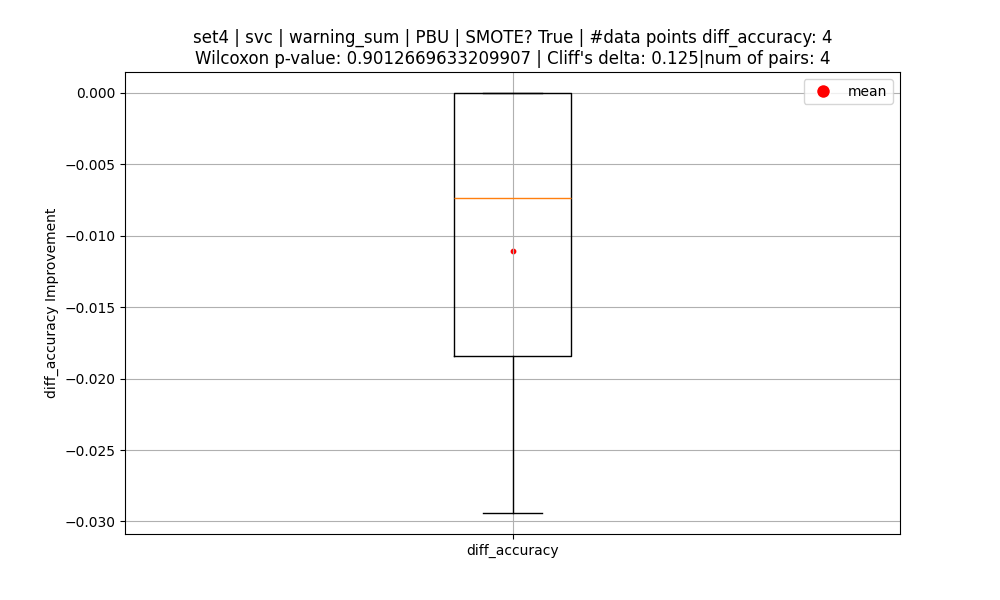 set4 | svc | warning_sum | PBU | SMOTE? True | #data points diff_accuracy: 4
Wilcoxon p-value: 0.9012669633209907 | Cliff's delta: 0.125|num of pairs: 4
mean
0.000
−0.005
−0.010
−0.015
−0.020
−0.025
−0.030
diff_accuracy Improvement
diff_accuracy